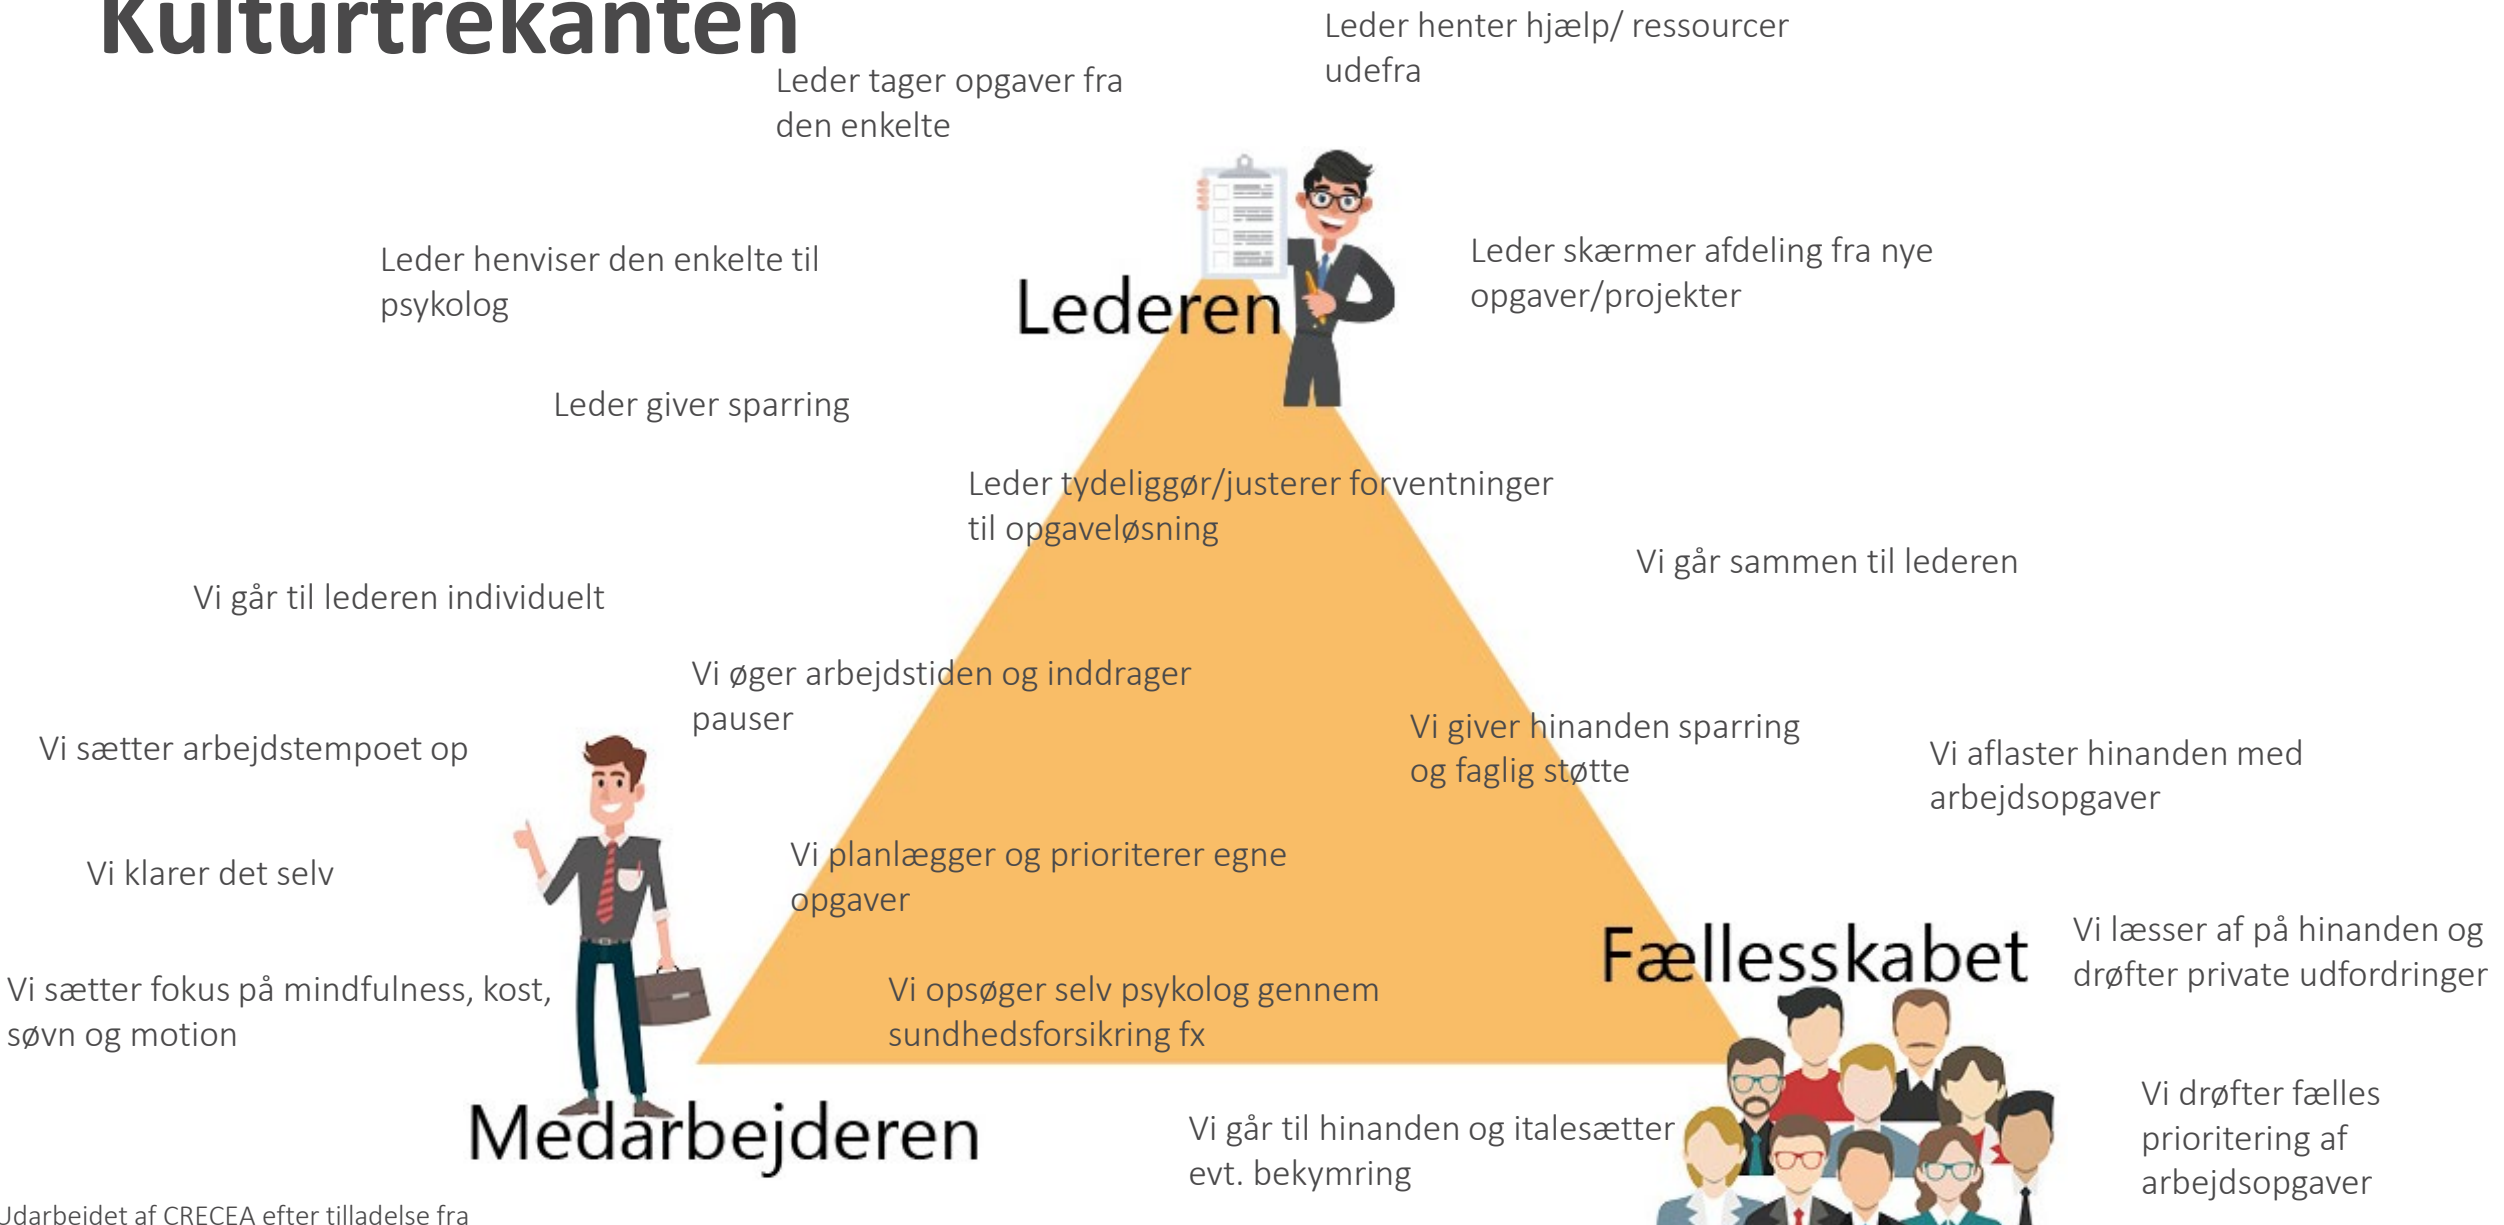 Kulturtrekanten
Leder henter hjælp/ ressourcer
udefra
Leder tager opgaver fra
den enkelte
Leder henviser den enkelte til
psykolog
Leder skærmer afdeling fra nye
opgaver/projekter
Lederen
Leder giver sparring
Leder tydeliggør/justerer forventninger
til opgaveløsning
Vi går sammen til lederen
Vi går til lederen individuelt
Vi øger arbejdstiden og inddrager
pauser
Vi sætter arbejdstempoet op
Vi giver hinanden sparring
og faglig støtte
Vi aflaster hinanden med
arbejdsopgaver
Vi klarer det selv
Vi planlægger og prioriterer egne
opgaver
Fællesskabet
Vi læsser af på hinanden og
drøfter private udfordringer
Vi sætter fokus på mindfulness, kost,
søvn og motion
Vi opsøger selv psykolog gennem
sundhedsforsikring fx
Medarbejderen
Vi går til hinanden og italesætter
evt. bekymring
Vi drøfter fælles
prioritering af
arbejdsopgaver
Udarbejdet af CRECEA efter tilladelse fra